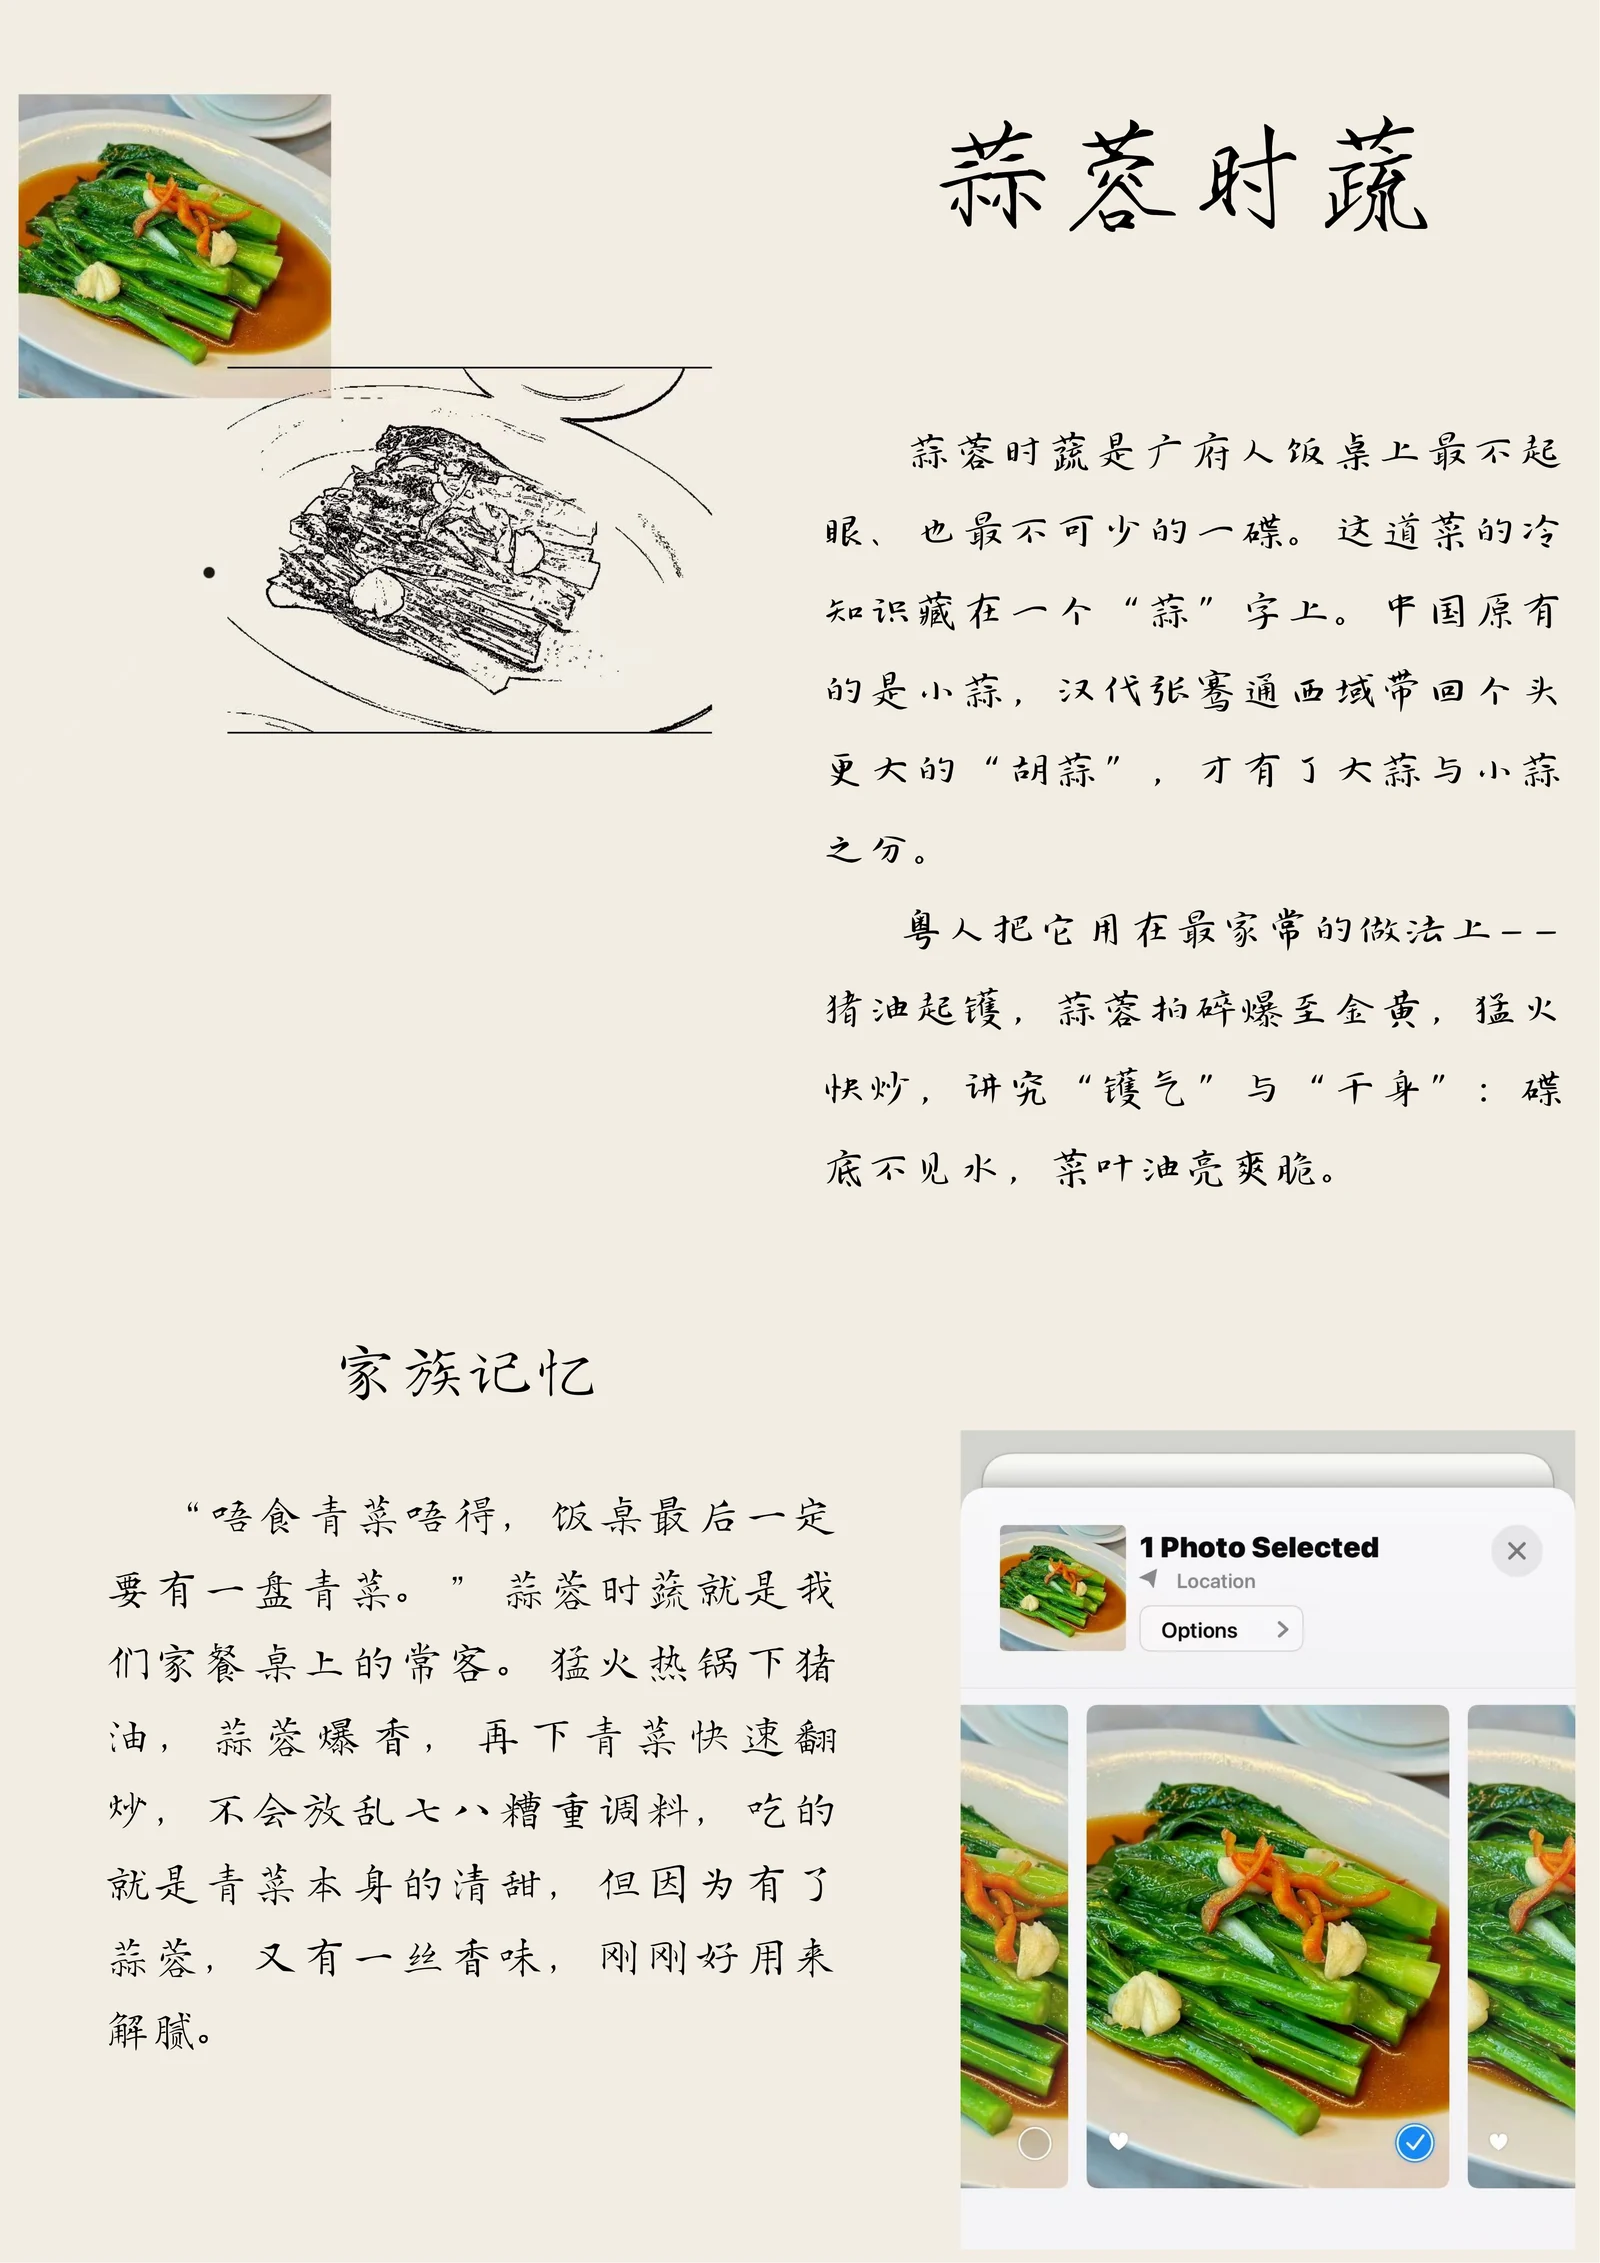 蒜蓉时蔬
蒜蓉时蔬是广府人饭桌上最不起
眼、也最不可少的一碟。这道菜的冷
知识藏在一个“蒜”字上。中国原有
的是小蒜，汉代张骞通西域带回个头
更大的“胡蒜”，才有了大蒜与小蒜
之分。
粤人把它用在最家常的做法上--
猪油起镬，蒜蓉拍碎爆至金黄，猛火
快炒，讲究“镬气”与“干身”：碟
底不见水，菜叶油亮爽脆。
家族记忆
“唔食青菜唔得，饭桌最后一定
要有一盘青菜。”蒜蓉时蔬就是我
们家餐桌上的常客。猛火热锅下猪
油，蒜蓉爆香，再下青菜快速翻
炒，不会放乱七八糟重调料，吃的
就是青菜本身的清甜，但因为有了
蒜蓉，又有一丝香味，刚刚好用来
解腻。
1 Photo Selected
Location
Options